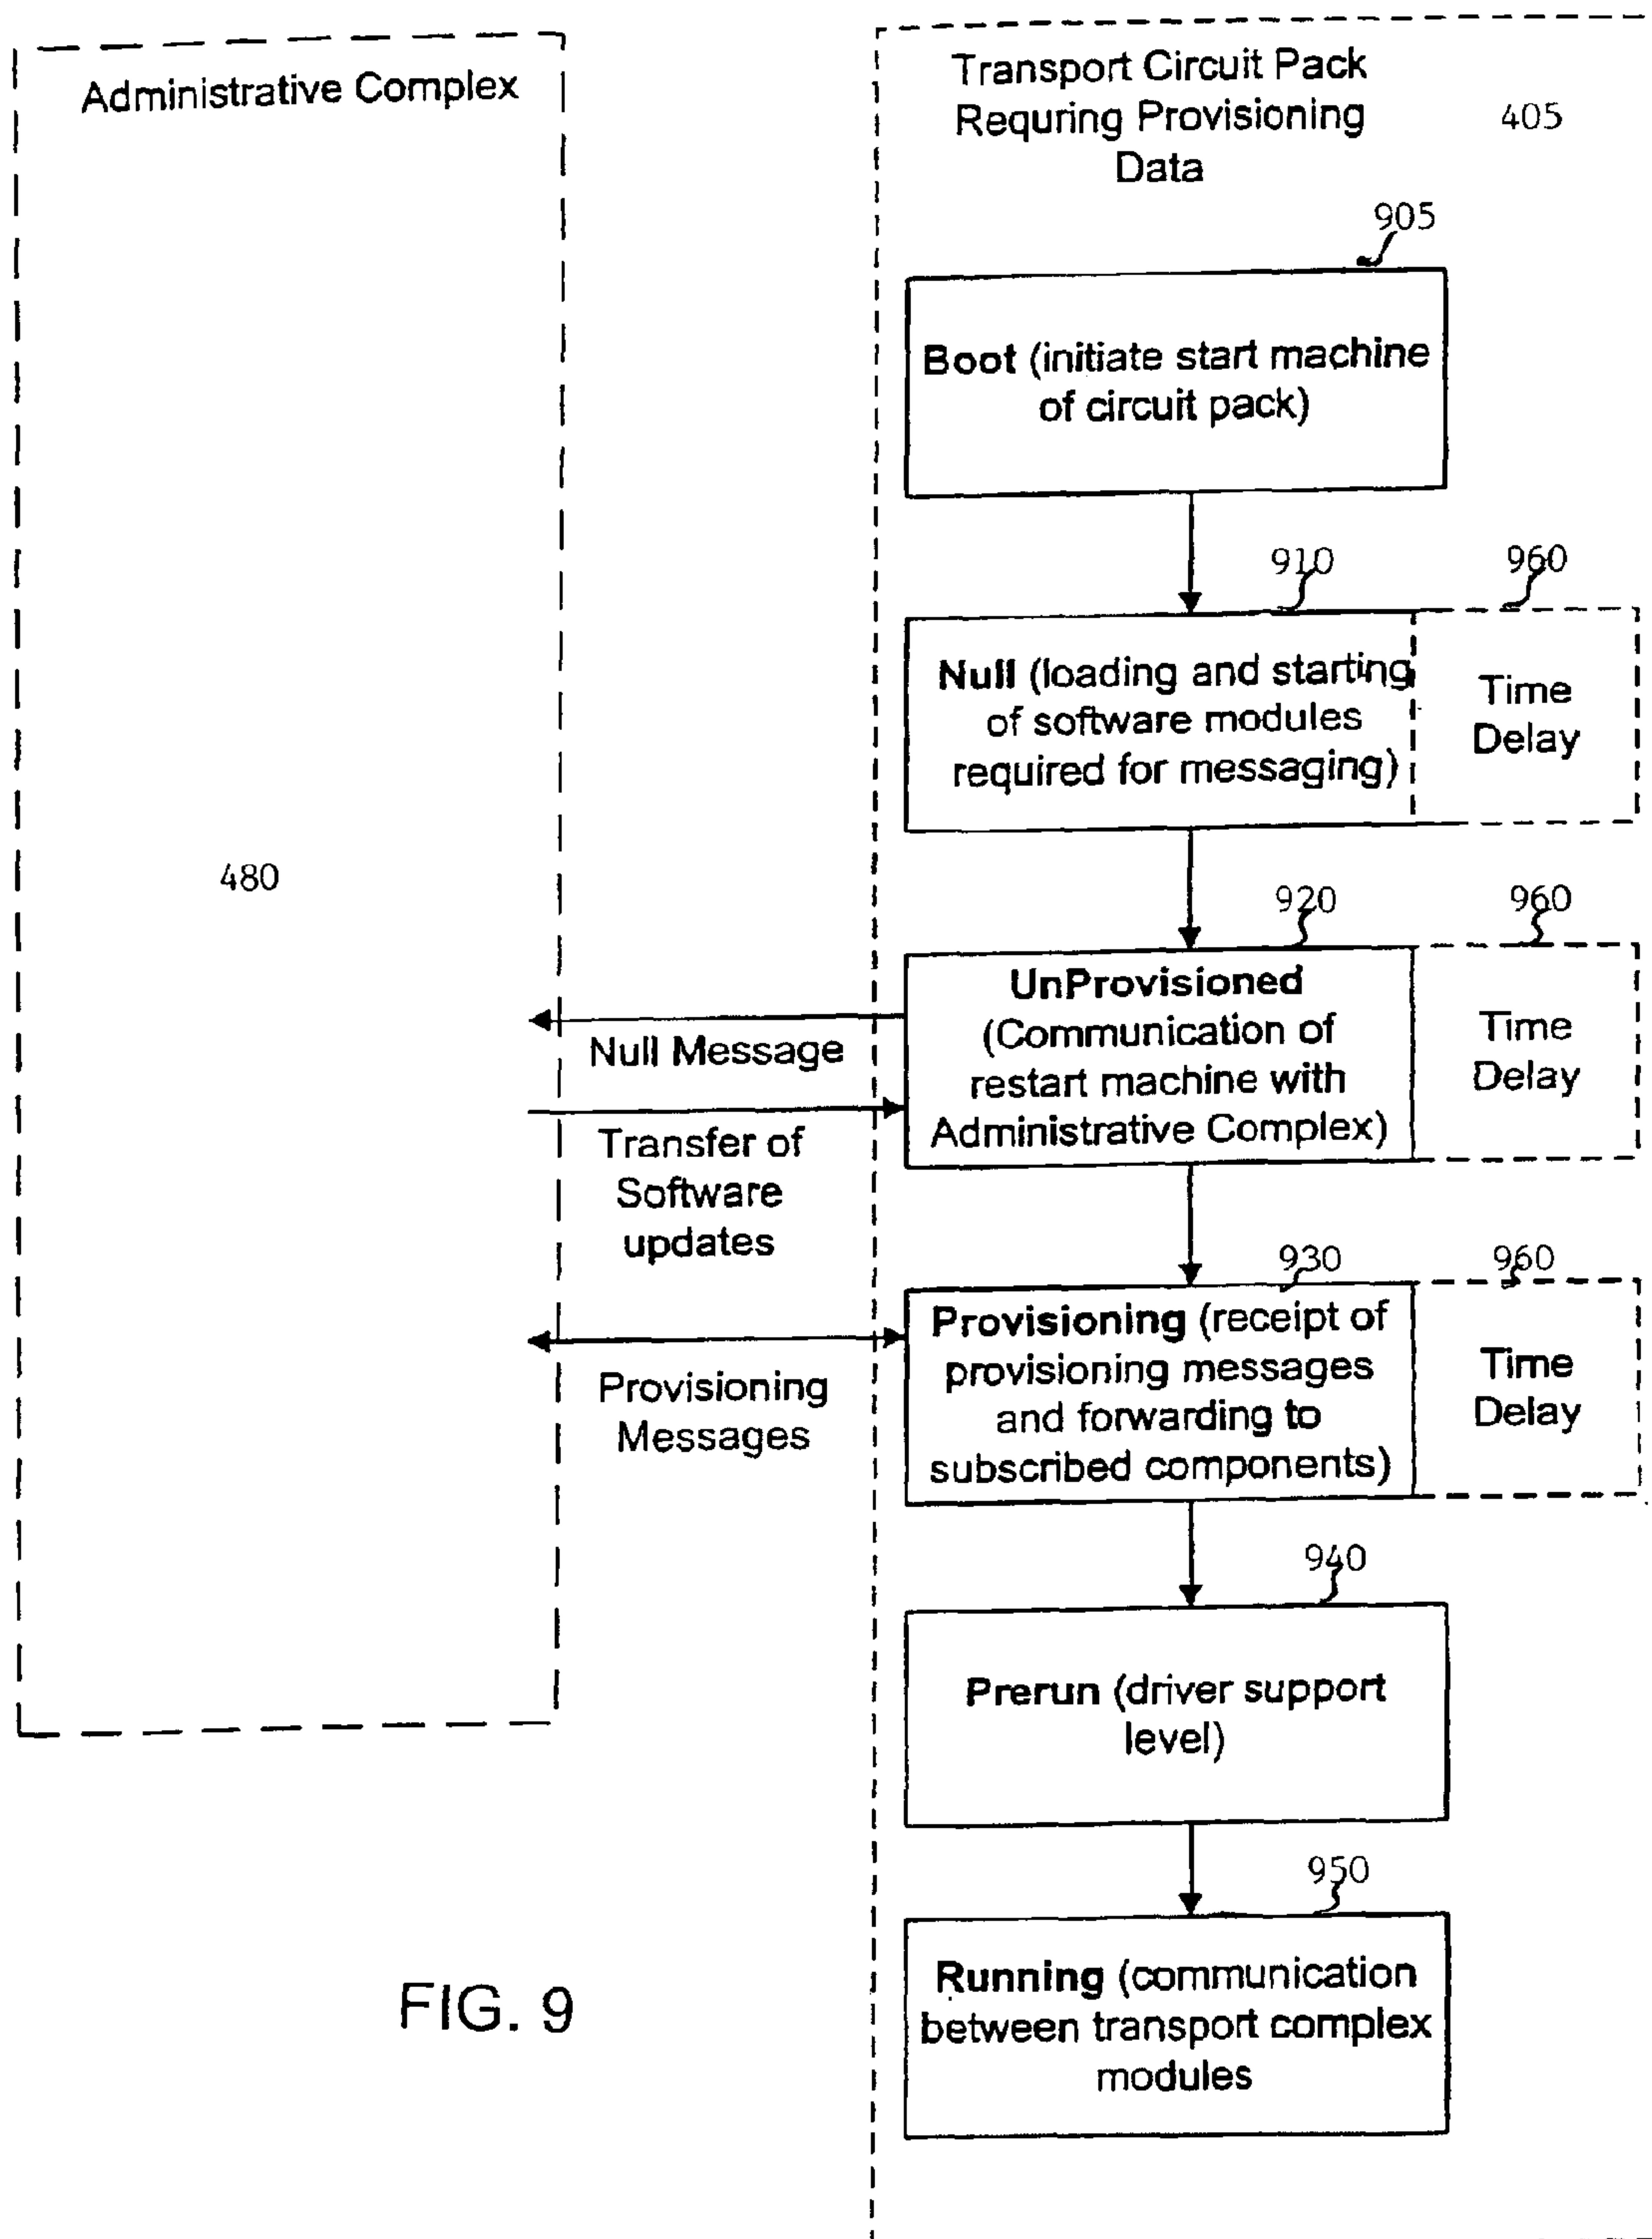 Administrative Complex
480
Transport Circuit Pack
Requring Provisioning
Data
405
905
Boot (initiate start machine
of circuit pack)
910
960
Null (loading and starting
of software modules
required for messaging)
Time
Delay
920
960
UnProvisioned
(Communication of
restart machine with
Administrative Complex)
Time
Delay
Null Message
Transfer of
Software
updates
930
960
Provisioning (receipt of
provisioning messages
and forwarding to
subscribed components)
Time
Delay
Provisioning
Messages
940
Prerun (driver support
level)
950
Running (communication
between transport complex
modules
FIG. 9